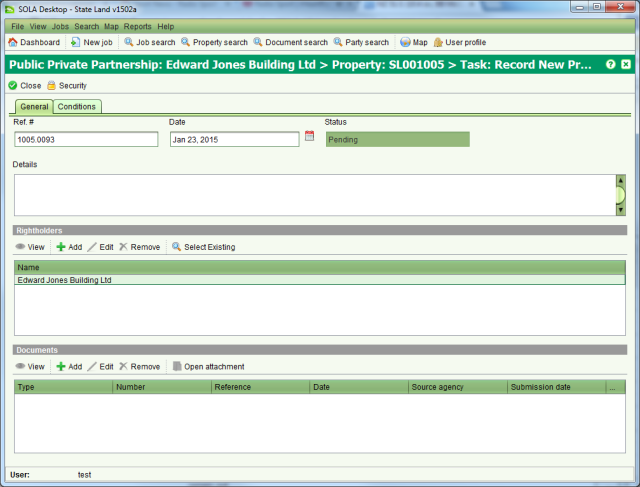 SOLA Desktop - State Land v1502a
File View Jobs Search Map Reports Help
Dashboard New job Job search Property search Document search Party search Map User profile
Public Private Partnership: Edward Jones Building Ltd > Property: SL001005 > Task: Record New Pr...
Close Security
General Conditions
Ref. # Date Status
1005.0093 Jan 23, 2015 Pending
Details
Rightholders
View Add Edit Remove Select Existing
Name
Edward Jones Building Ltd
Documents
View Add Edit Remove Open attachment
Type Number Reference Date Source agency Submission date ...
User: test